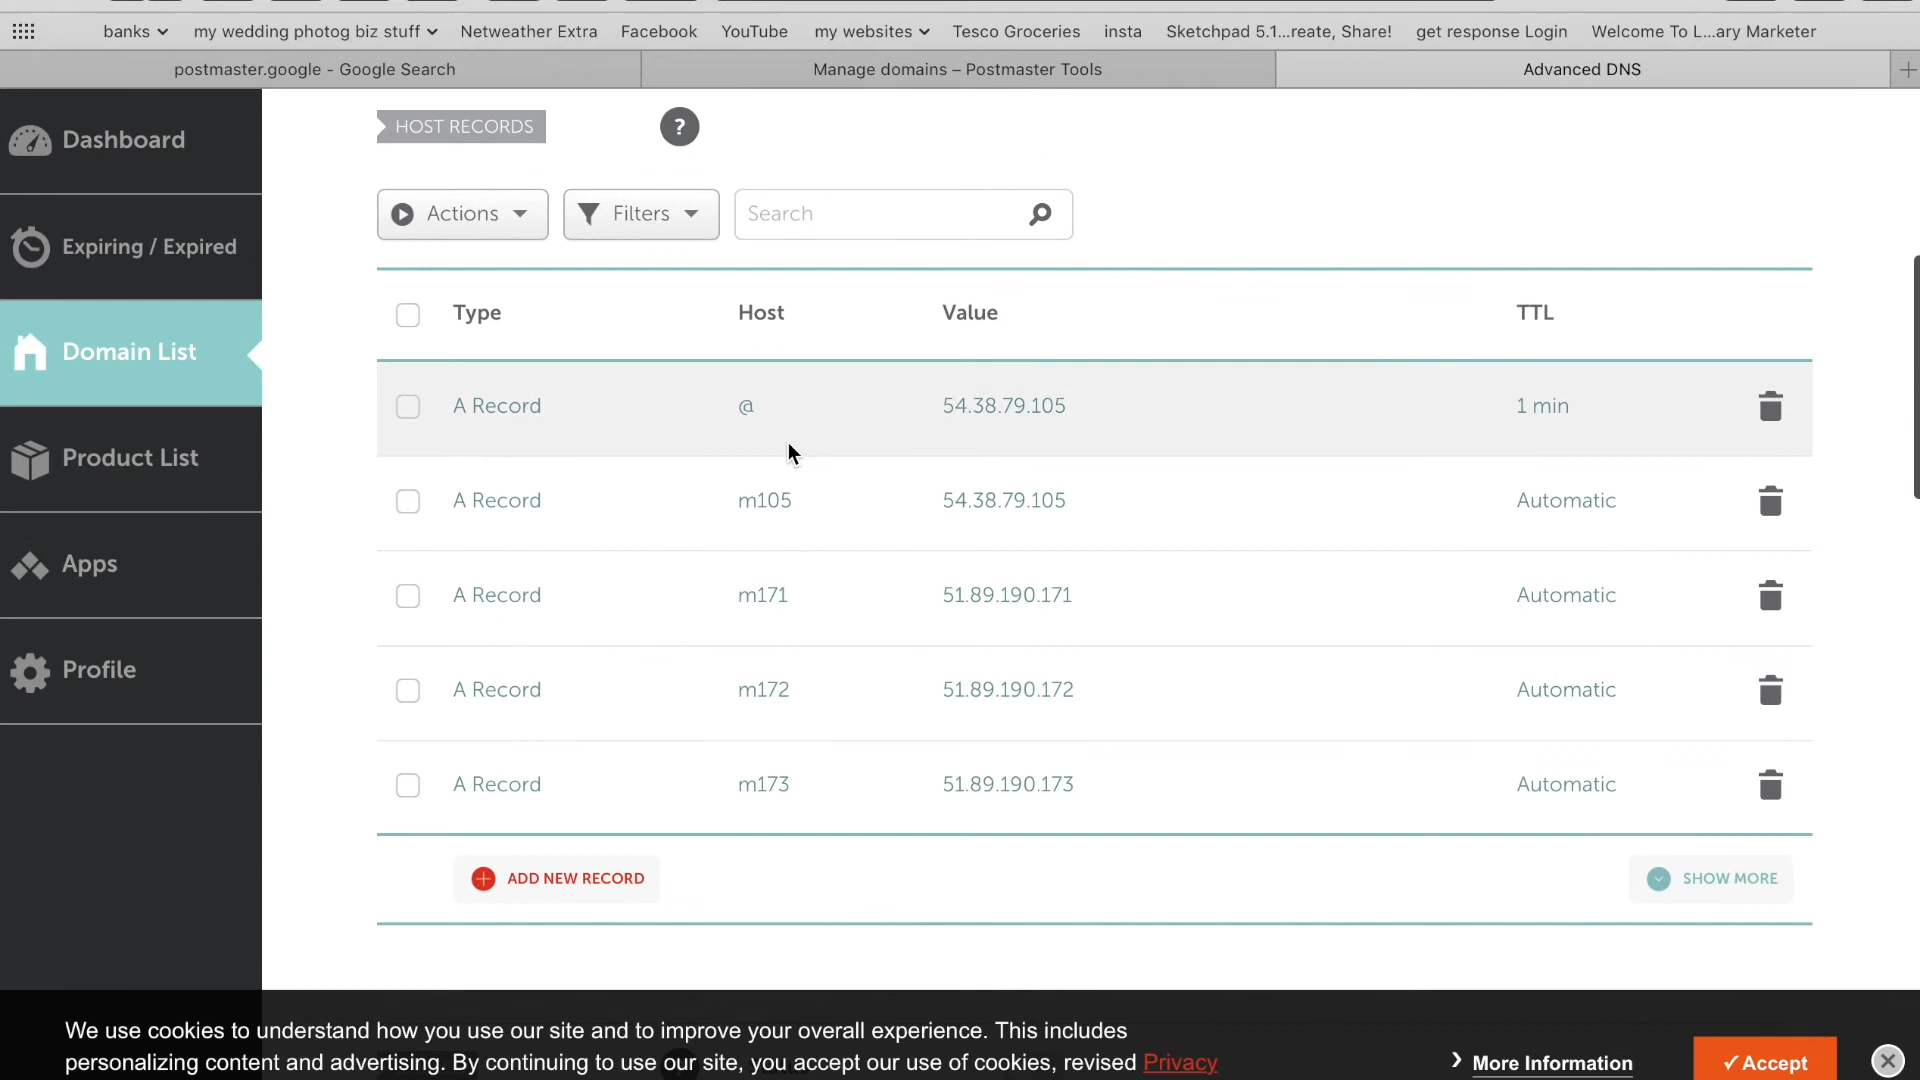 banks my wedding photog biz stuff Netweather Extra Facebook YouTube my websites Tesco Groceries insta Sketchpad 5.1...reate, Share! get response Login Welcome To L...ary Marketer
postmaster.google - Google Search Manage domains – Postmaster Tools Advanced DNS
Dashboard
Expiring / Expired
Domain List
Product List
Apps
Profile
HOST RECORDS ?
Actions Filters Search
Type Host Value TTL
A Record @ 54.38.79.105 1 min
A Record m105 54.38.79.105 Automatic
A Record m171 51.89.190.171 Automatic
A Record m172 51.89.190.172 Automatic
A Record m173 51.89.190.173 Automatic
ADD NEW RECORD SHOW MORE
We use cookies to understand how you use our site and to improve your overall experience. This includes
personalizing content and advertising. By continuing to use our site, you accept our use of cookies, revised Privacy More Information ✓Accept